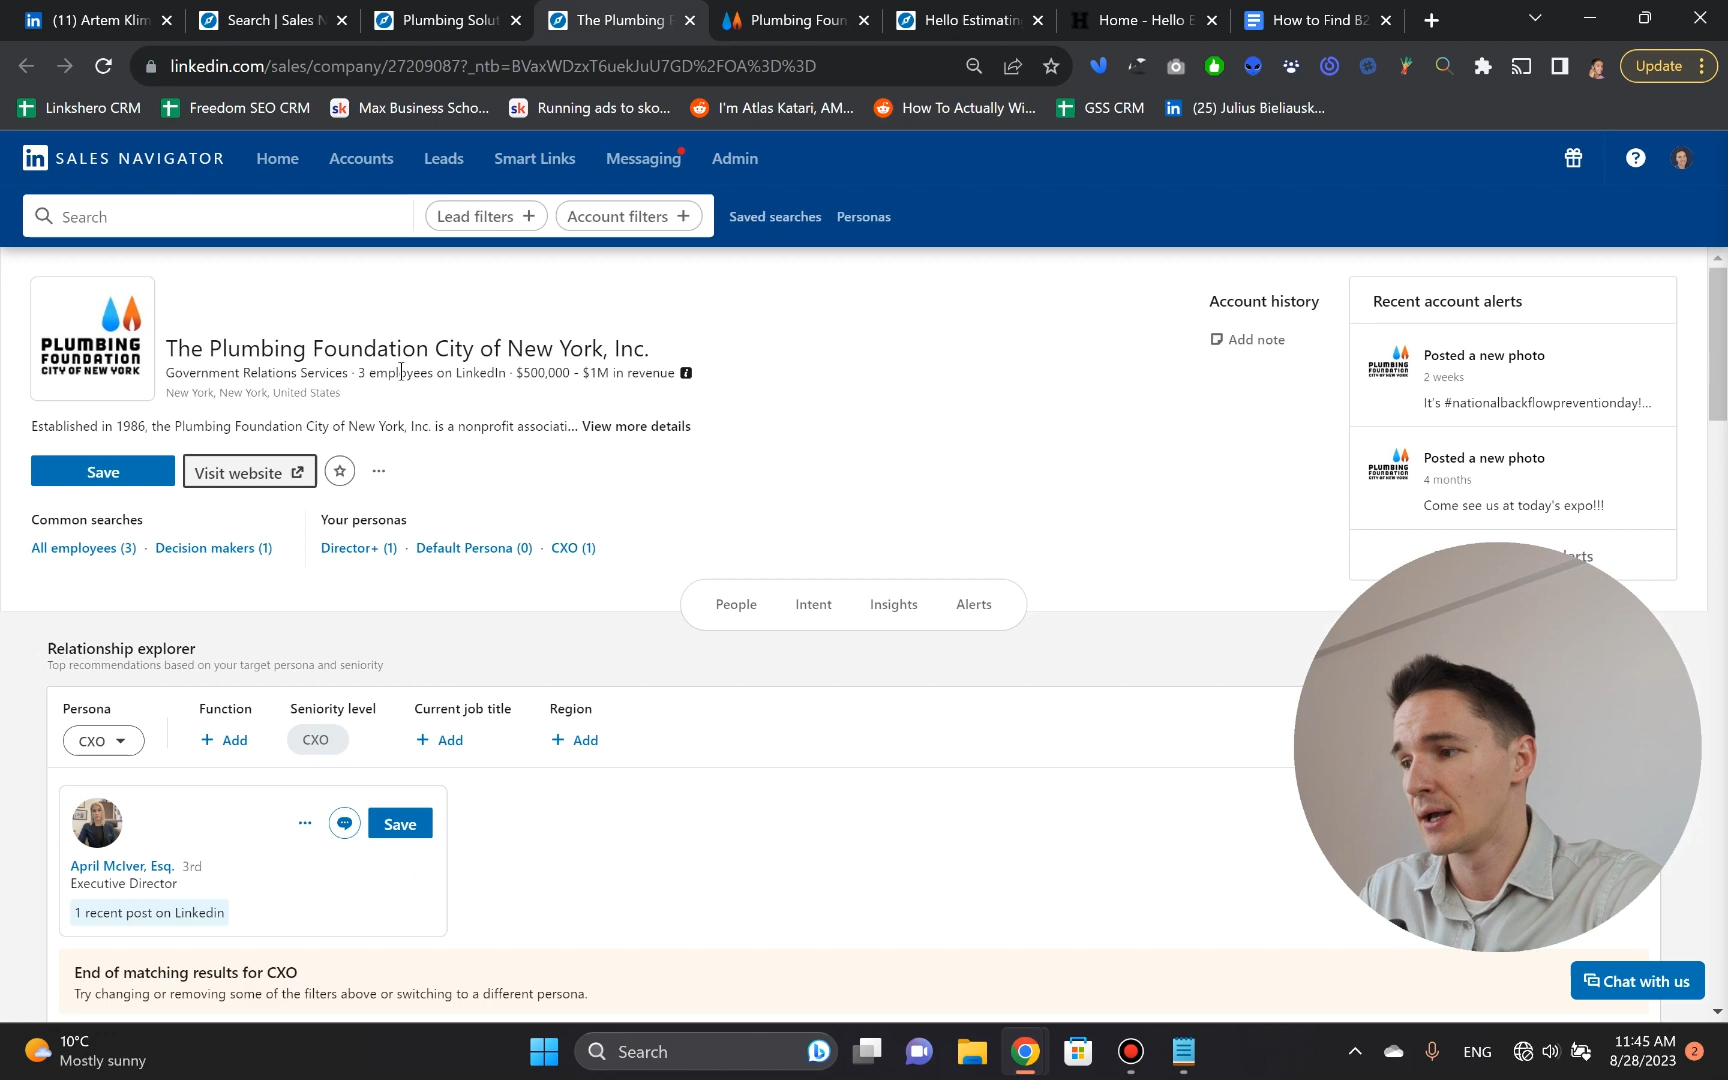 (11) Artem Klim
Search | Sales N
Plumbing Solut
The Plumbing F
Plumbing Foun
Hello Estimatin
Home - Hello E
How to Find B2
linkedin.com/sales/company/27209087?_ntb=BVaxWDzxT6uekJuU7GD%2FOA%3D%3D
Update
Linkshero CRM
Freedom SEO CRM
Max Business Scho...
Running ads to sko...
I'm Atlas Katari, AM...
How To Actually Wi...
GSS CRM
(25) Julius Bieliausk...
SALES NAVIGATOR
Home
Accounts
Leads
Smart Links
Messaging
Admin
Search
Lead filters +
Account filters +
Saved searches
Personas
PLUMBING
FOUNDATION
CITY OF NEW YORK
The Plumbing Foundation City of New York, Inc.
Government Relations Services · 3 employees on LinkedIn · $500,000 - $1M in revenue
New York, New York, United States
Established in 1986, the Plumbing Foundation City of New York, Inc. is a nonprofit associati... View more details
Save
Visit website
Common searches
All employees (3) · Decision makers (1)
Your personas
Director+ (1) · Default Persona (0) · CXO (1)
Account history
Add note
Recent account alerts
PLUMBING
FOUNDATION
Posted a new photo
2 weeks
It's #nationalbackflowpreventionday!...
PLUMBING
FOUNDATION
Posted a new photo
4 months
Come see us at today's expo!!!
People
Intent
Insights
Alerts
Relationship explorer
Top recommendations based on your target persona and seniority
Persona
CXO
Function
+ Add
Seniority level
CXO
Current job title
+ Add
Region
+ Add
Save
April McIver, Esq. 3rd
Executive Director
1 recent post on Linkedin
End of matching results for CXO
Try changing or removing some of the filters above or switching to a different persona.
Chat with us
10°C
Mostly sunny
Search
ENG
11:45 AM
8/28/2023
2